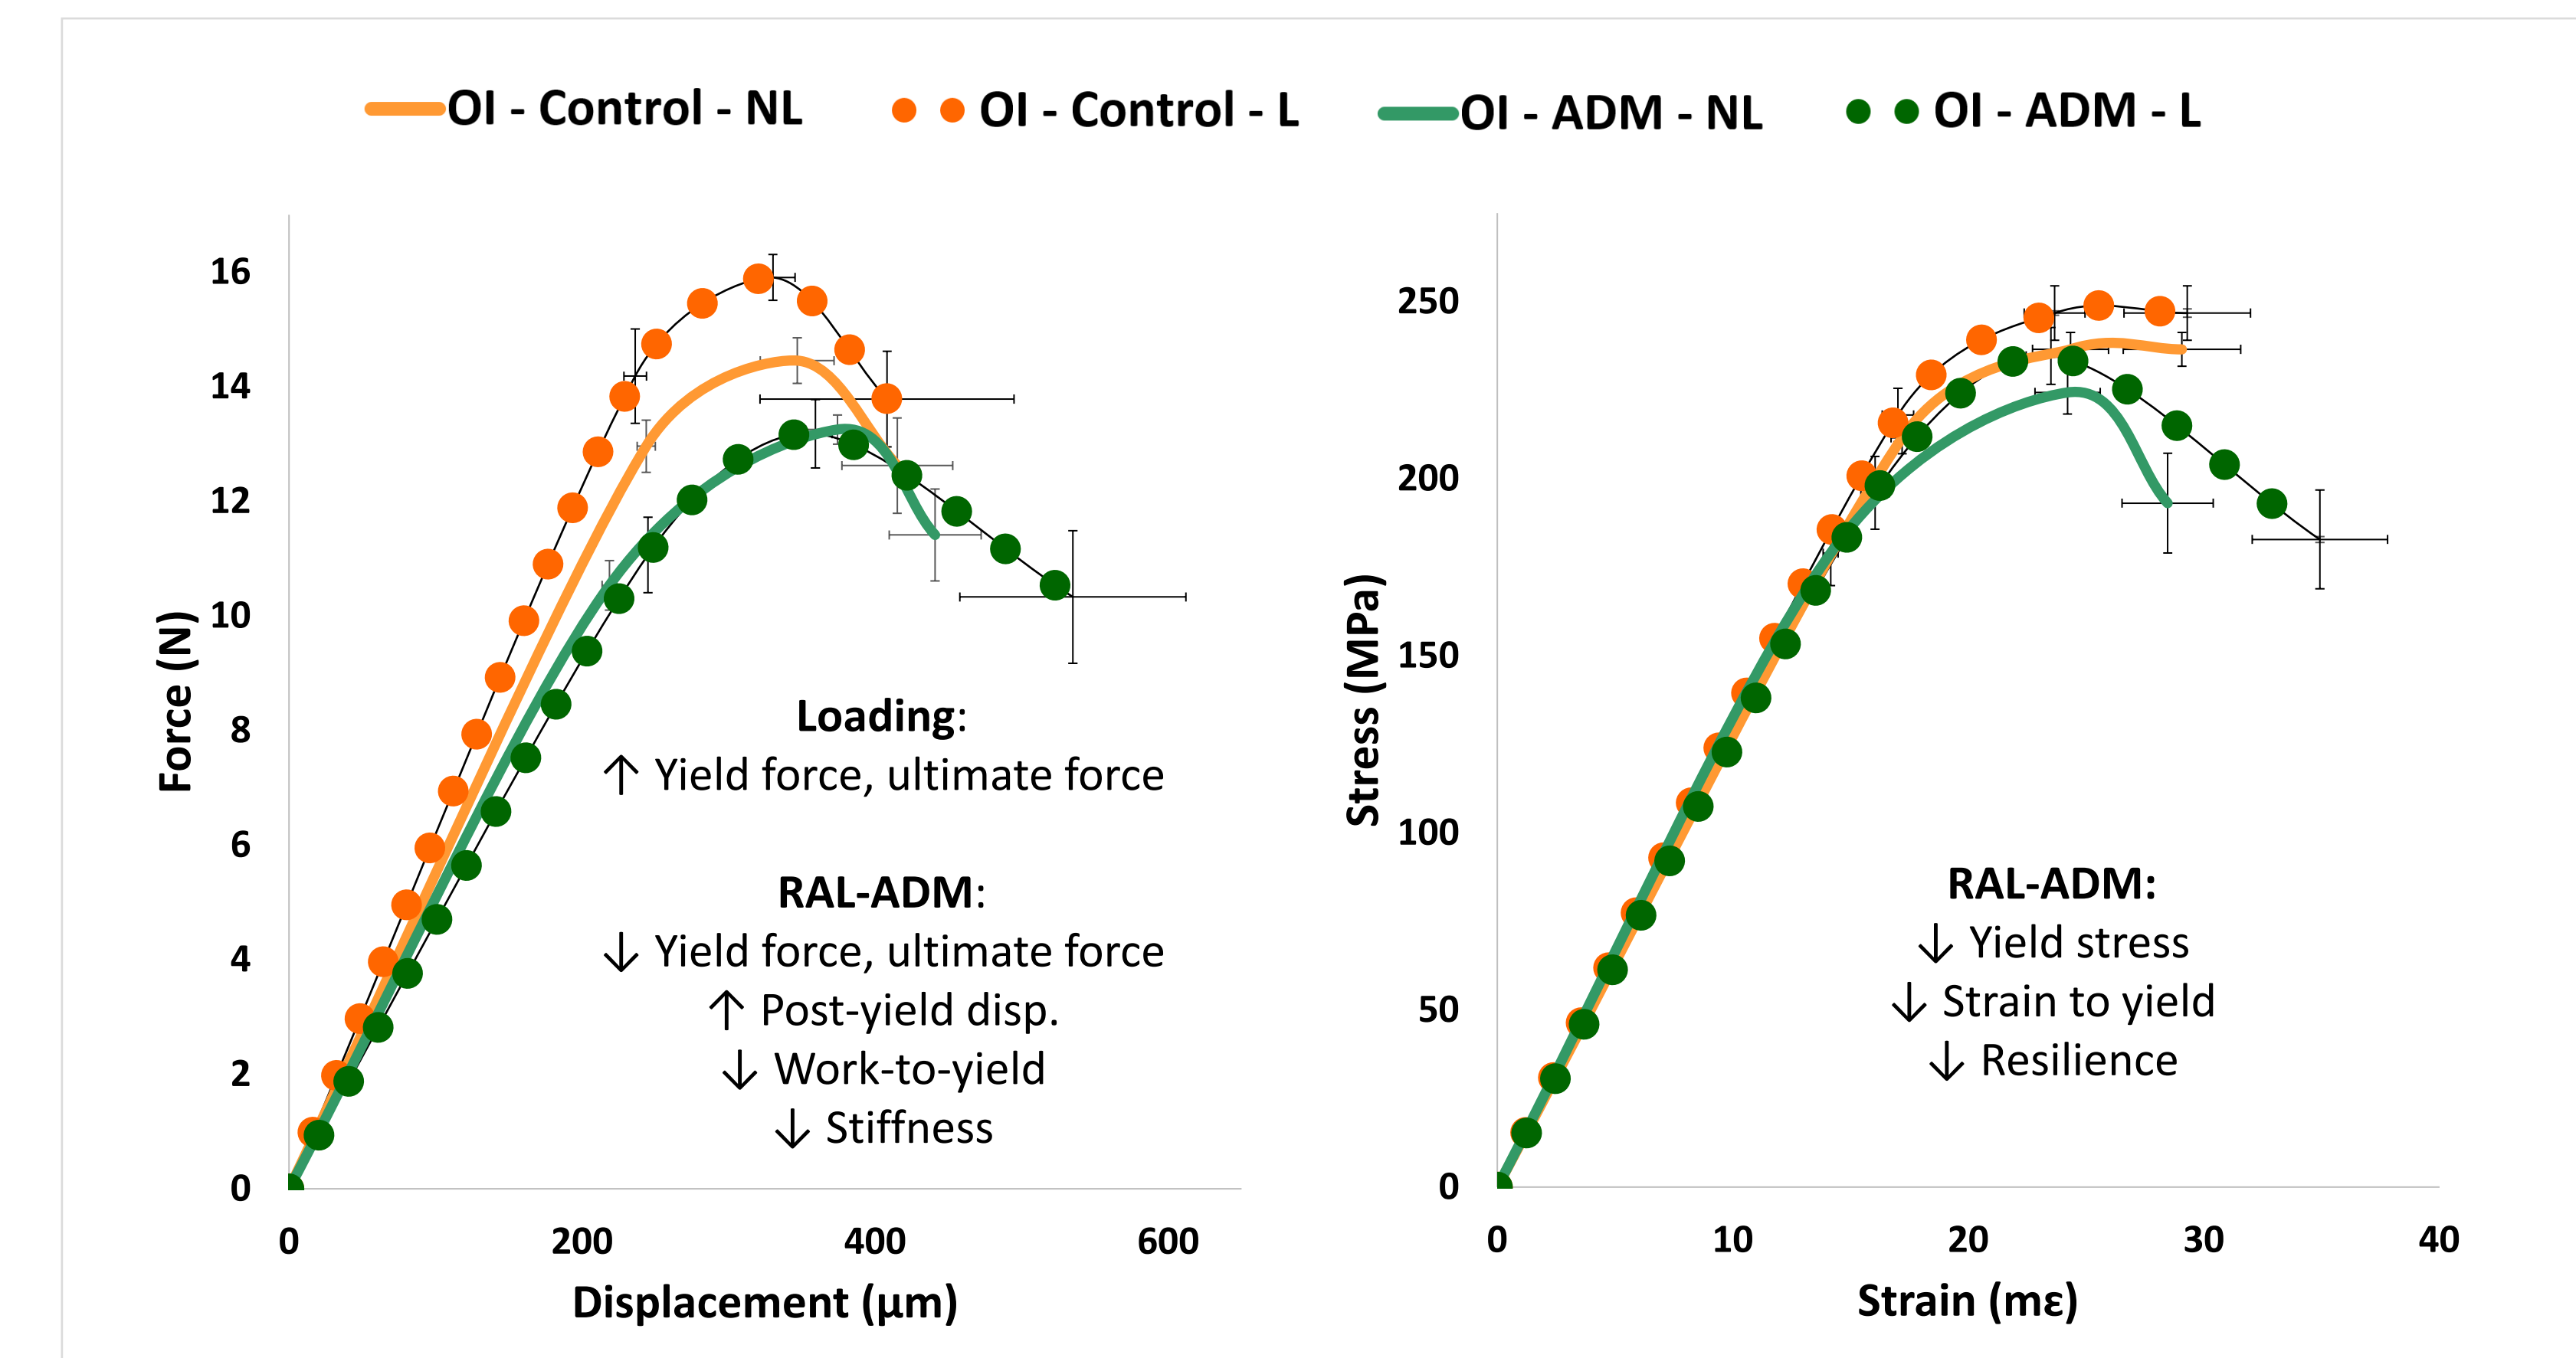 OI - Control - NL
OI - Control - L
OI - ADM - NL
OI - ADM - L
Force (N)
16
14
12
10
8
6
4
2
0
0 200 400 600
Displacement (µm)
Loading:
↑ Yield force, ultimate force
RAL-ADM:
↓ Yield force, ultimate force
↑ Post-yield disp.
↓ Work-to-yield
↓ Stiffness
Stress (MPa)
250
200
150
100
50
0
0 10 20 30 40
Strain (mε)
RAL-ADM:
↓ Yield stress
↓ Strain to yield
↓ Resilience